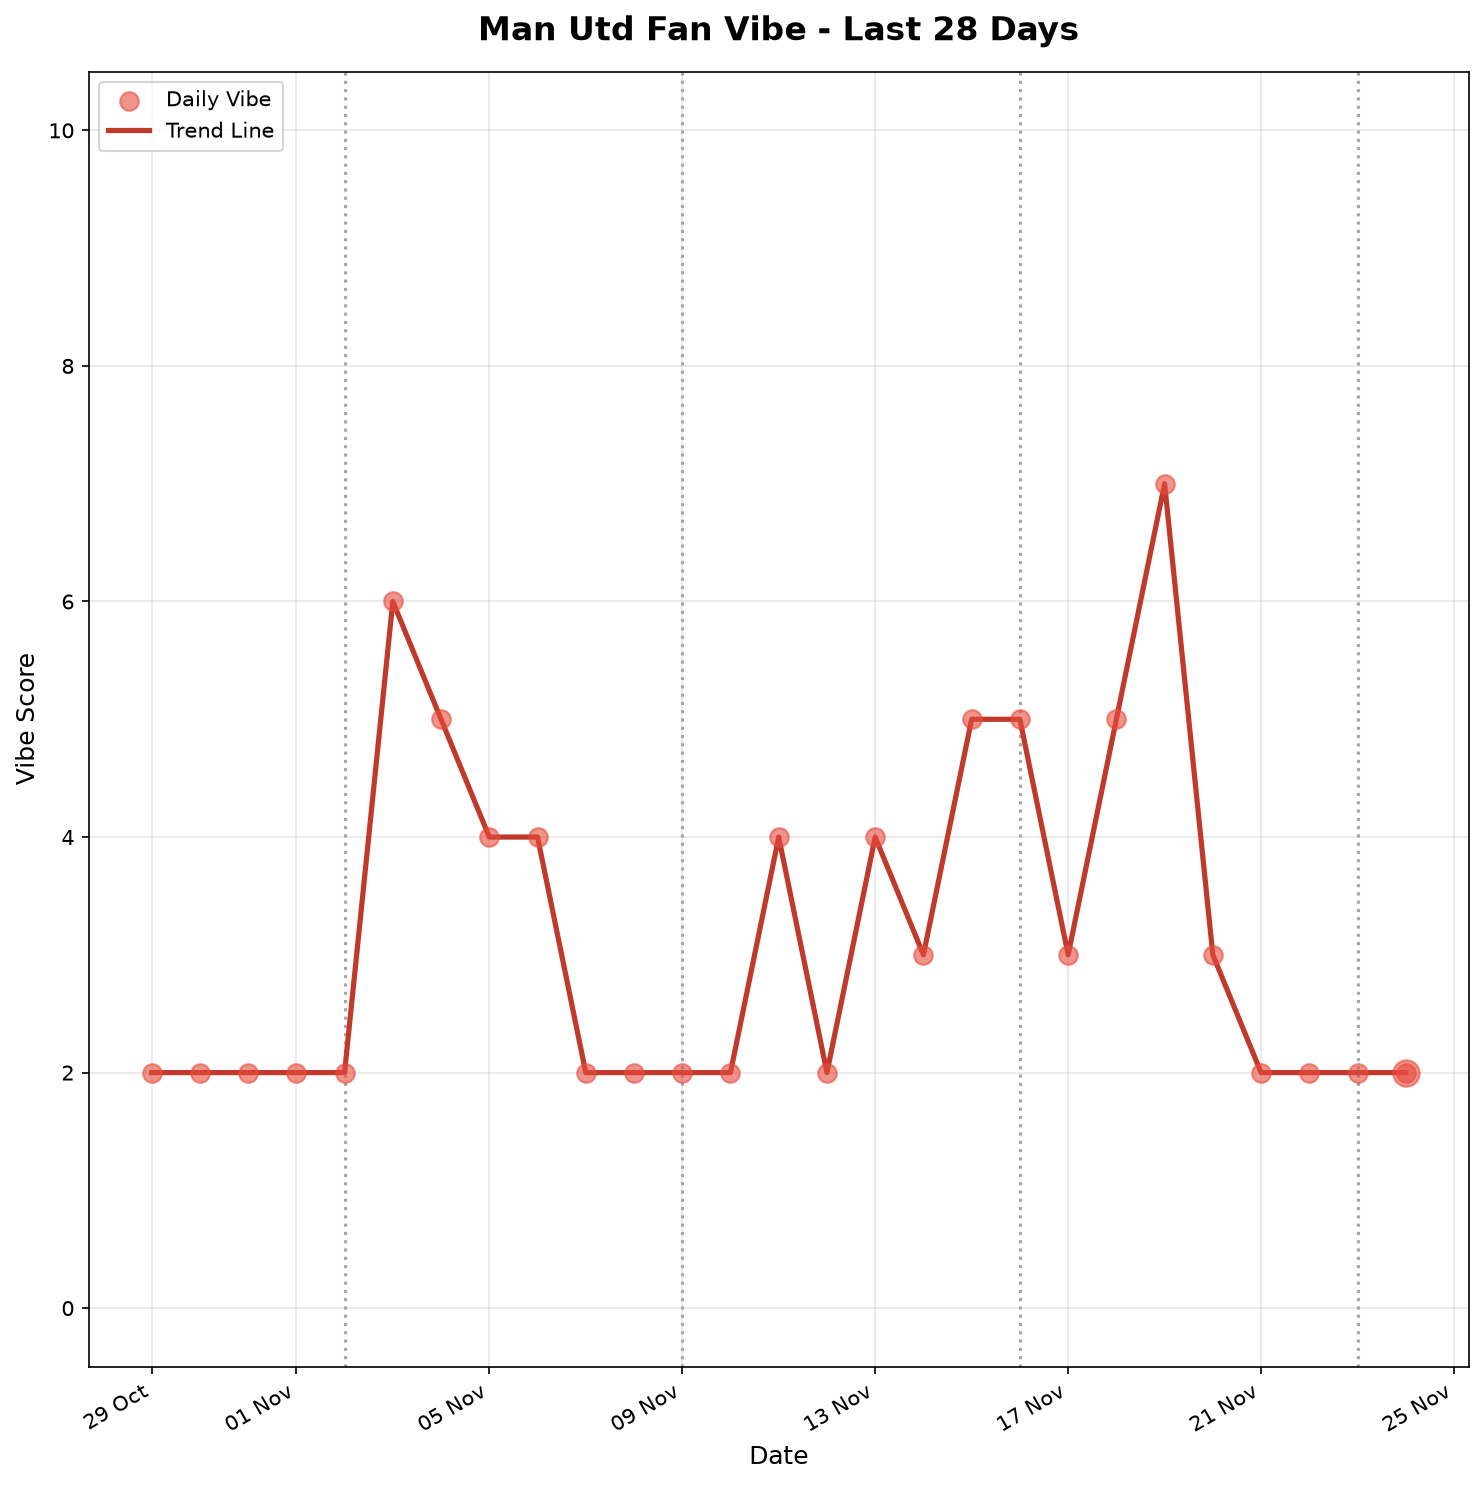 Man Utd Fan Vibe - Last 28 Days
Daily Vibe
Trend Line
10
8
6
4
2
0
Vibe Score
29 Oct
01 Nov
05 Nov
09 Nov
13 Nov
17 Nov
21 Nov
25 Nov
Date